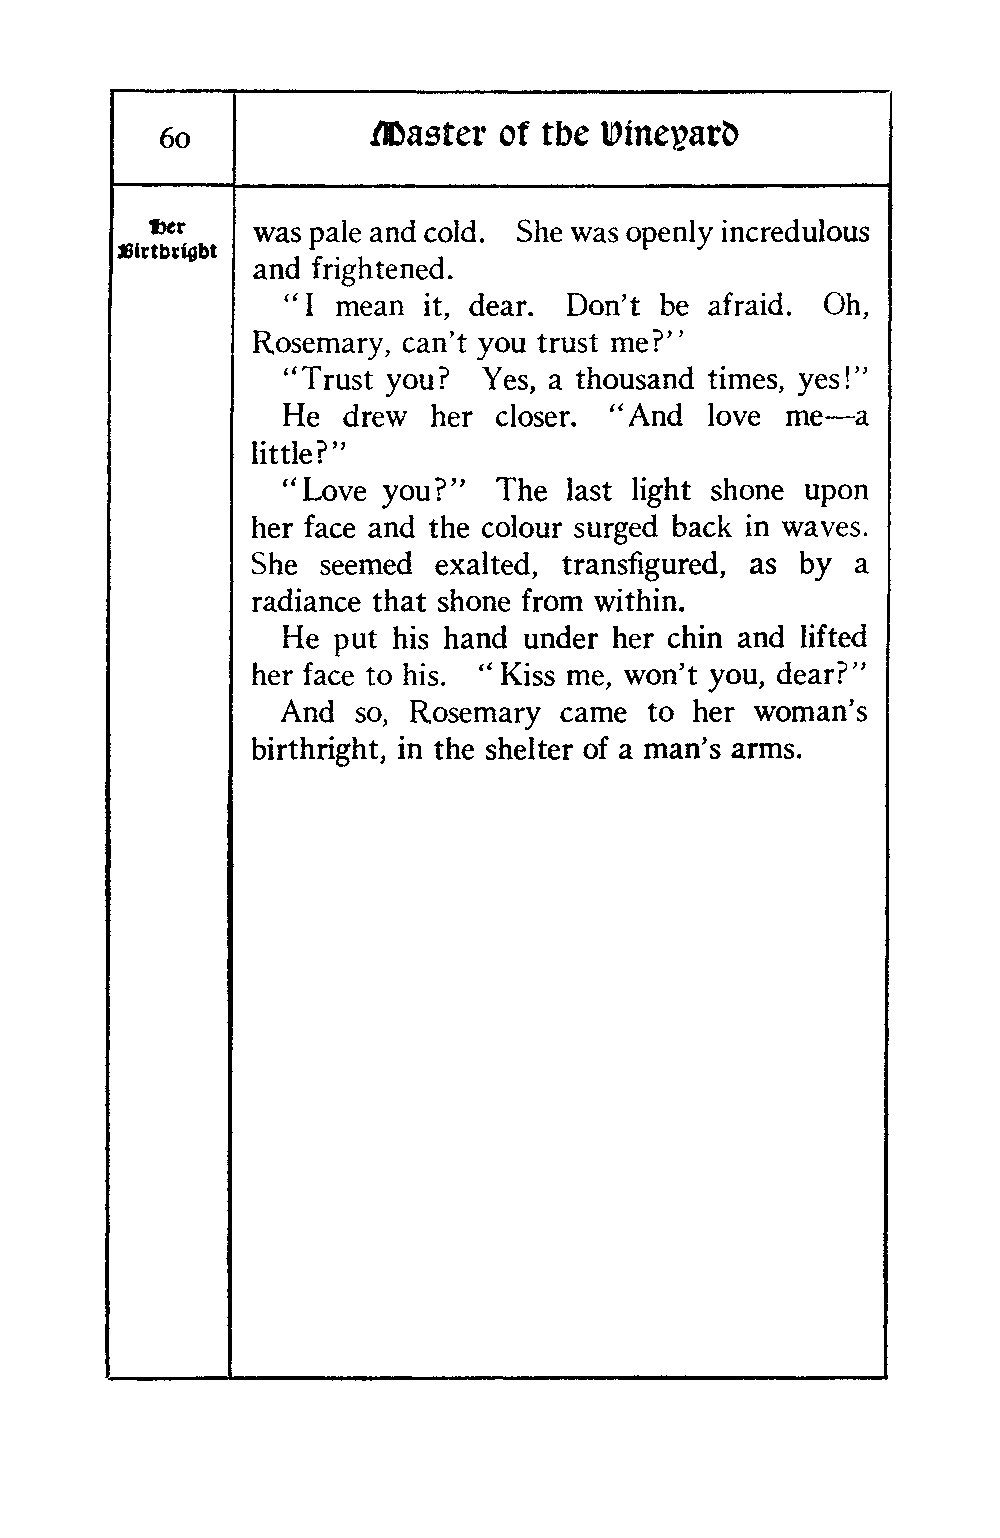 60
Master of the Vineyard
Her
Birthright
was pale and cold. She was openly incredulous
and frightened.
"I mean it, dear. Don't be afraid. Oh,
Rosemary, can't you trust me?"
"Trust you? Yes, a thousand times, yes!"
He drew her closer. "And love me—a
little?"
"Love you?" The last light shone upon
her face and the colour surged back in waves.
She seemed exalted, transfigured, as by a
radiance that shone from within.
He put his hand under her chin and lifted
her face to his. "Kiss me, won't you, dear?"
And so, Rosemary came to her woman's
birthright, in the shelter of a man's arms.